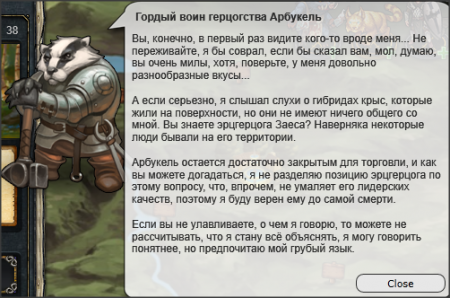 Гордый воин герцогства Арбукель
38
Вы, конечно, в первый раз видите кого-то вроде меня... Не
переживайте, я бы соврал, если бы сказал вам, мол, думаю,
вы очень милы, хотя, поверьте, у меня довольно
разнообразные вкусы...
А если серьезно, я слышал слухи о гибридах крыс, которые
жили на поверхности, но они не имеют ничего общего со
мной. Вы знаете эрцгерцога Заеса? Наверняка некоторые
люди бывали на его территории.
Арбукель остается достаточно закрытым для торговли, и как
вы можете догадаться, я не разделяю позицию эрцгерцога по
этому вопросу, что, впрочем, не умаляет его лидерских
качеств, поэтому я буду верен ему до самой смерти.
Если вы не улавливаете, о чем я говорю, то можете не
рассчитывать, что я стану всё объяснять, я могу говорить
понятнее, но предпочитаю мой грубый язык.
Close